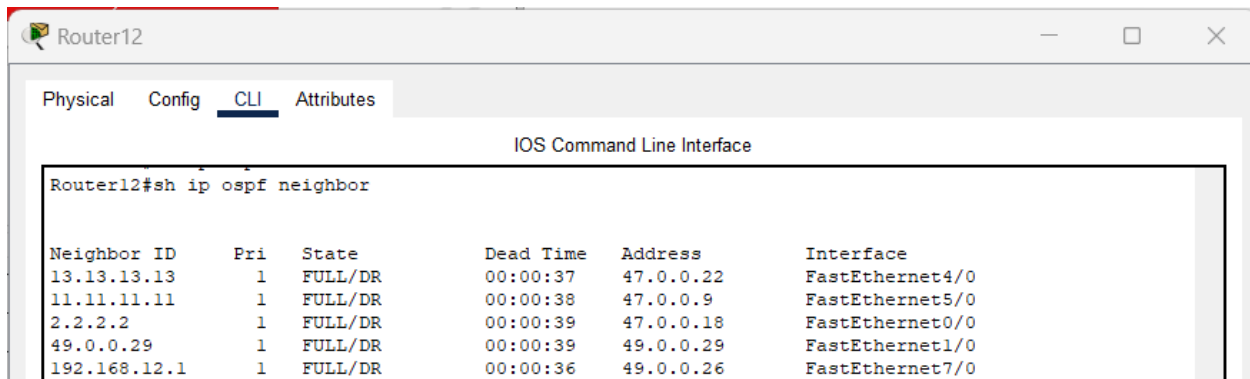 Router12
Physical Config CLI Attributes
IOS Command Line Interface
Router12#sh ip ospf neighbor
Neighbor ID Pri State Dead Time Address Interface
13.13.13.13 1 FULL/DR 00:00:37 47.0.0.22 FastEthernet4/0
11.11.11.11 1 FULL/DR 00:00:38 47.0.0.9 FastEthernet5/0
2.2.2.2 1 FULL/DR 00:00:39 47.0.0.18 FastEthernet0/0
49.0.0.29 1 FULL/DR 00:00:39 49.0.0.29 FastEthernet1/0
192.168.12.1 1 FULL/DR 00:00:36 49.0.0.26 FastEthernet7/0